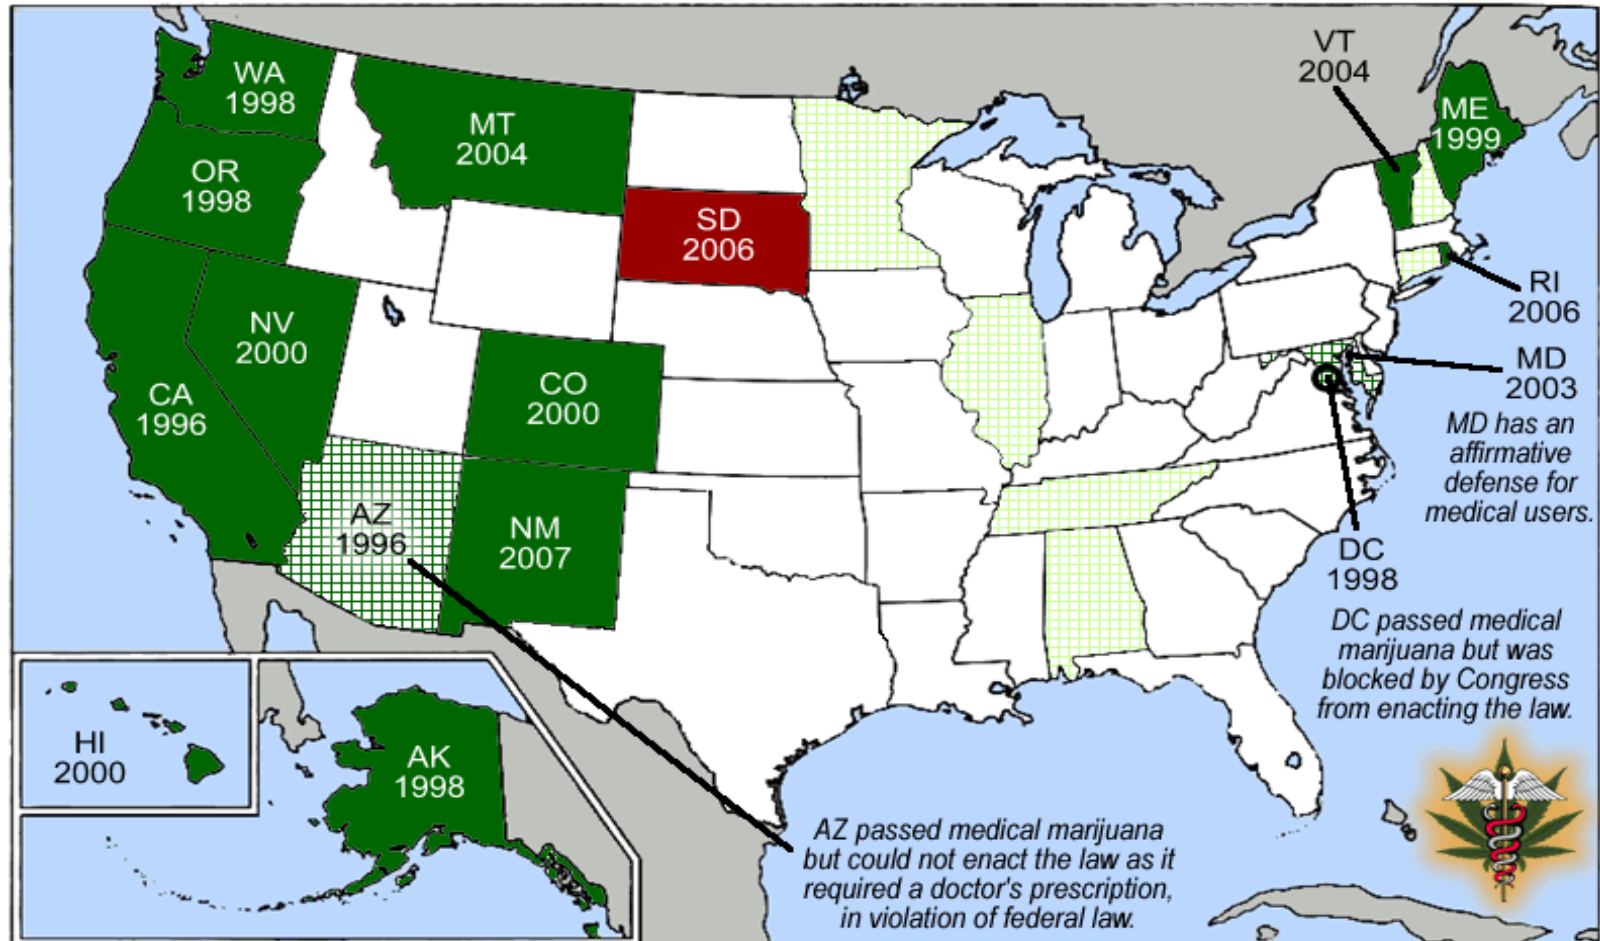 VT
2004
WA
1998
ME
1999
MT
2004
OR
1998
SD
2006
RI
2006
NV
2000
MD
2003
CO
2000
CA
1996
MD has an
affirmative
defense for
medical users.
AZ
1996
NM
2007
DC
1998
DC passed medical
marijuana but was
blocked by Congress
from enacting the law.
HI
2000
AK
1998
AZ passed medical marijuana
but could not enact the law as it
required a doctor's prescription,
in violation of federal law.